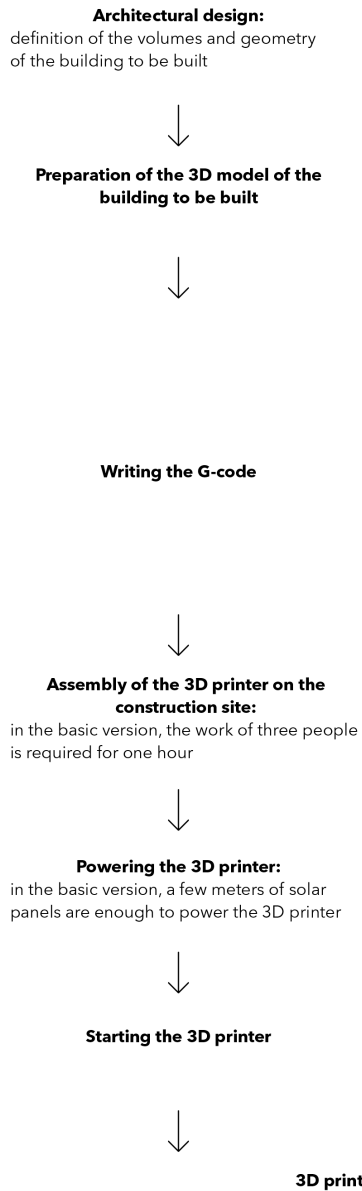 Architectural design:
definition of the volumes and geometry
of the building to be built
Preparation of the 3D model of the
building to be built
Writing the G-code
Assembly of the 3D printer on the
construction site:
in the basic version, the work of three people
is required for one hour
Powering the 3D printer:
in the basic version, a few meters of solar
panels are enough to power the 3D printer
Starting the 3D printer
3D print